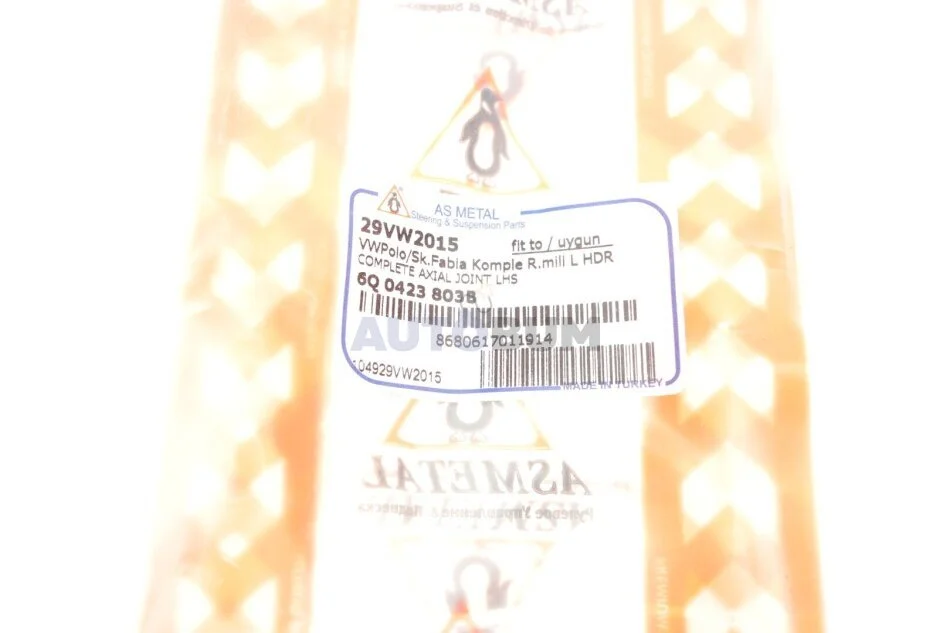 AS METAL
Steering & Suspension Parts
29VW2015 fit to / uygun
VWPolo/Sk.Fabia Komple R.mili L HDR
COMPLETE AXIAL JOINT LHS
6Q 0423 803B
AUTORUM
8680617011914
104929VW2015
MADE IN TURKEY
ASMETAL